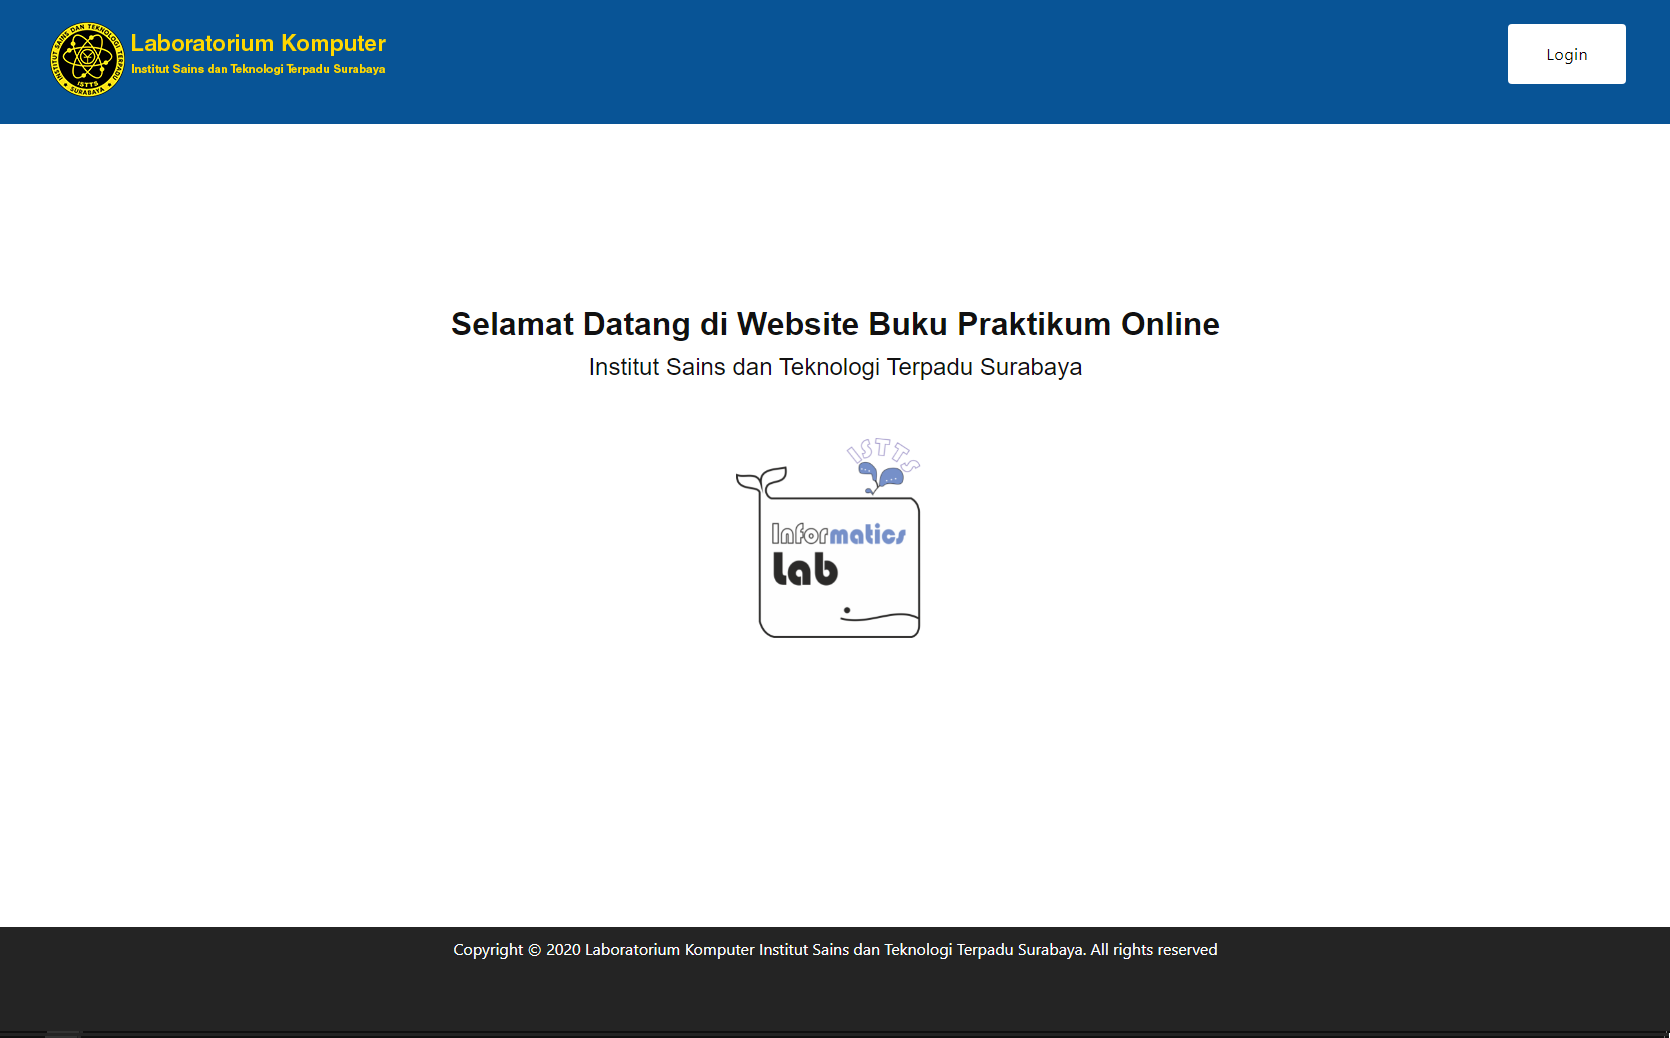 INSTITUT SAINS DAN TEKNOLOGI TERPADU
ISTTS
SURABAYA
Laboratorium Komputer
Institut Sains dan Teknologi Terpadu Surabaya
Login
Selamat Datang di Website Buku Praktikum Online
Institut Sains dan Teknologi Terpadu Surabaya
ISTTS
Informatics
Lab
Copyright © 2020 Laboratorium Komputer Institut Sains dan Teknologi Terpadu Surabaya. All rights reserved